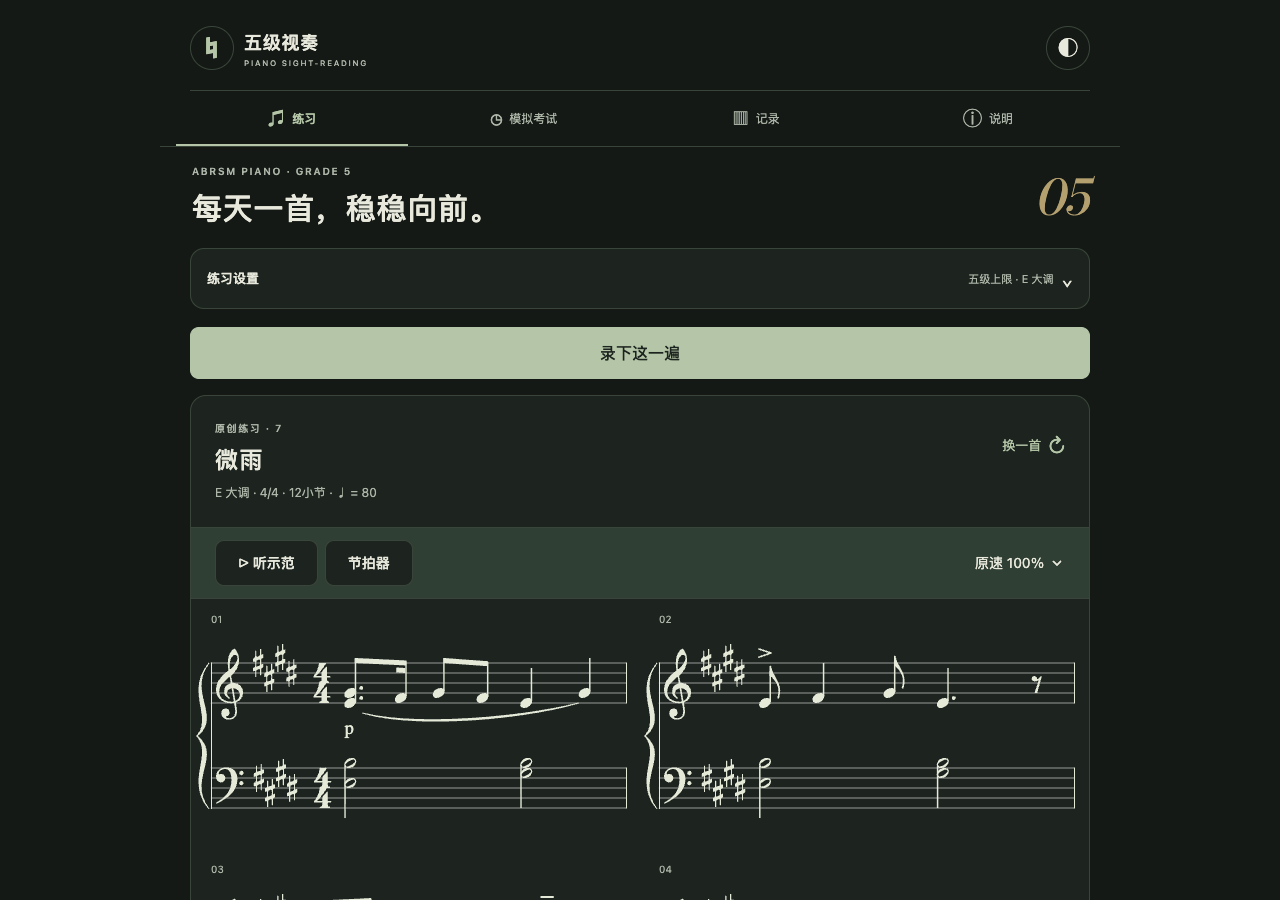 五级视奏
PIANO SIGHT-READING
练习
模拟考试
记录
说明
ABRSM PIANO · GRADE 5
每天一首，稳稳向前。
05
练习设置
五级上限 · E 大调
录下这一遍
原创练习 · 7
微雨
换一首
E 大调 · 4/4 · 12小节 · ♩ = 80
听示范
节拍器
原速 100%
01
02
4
4
p
4
4
03
04